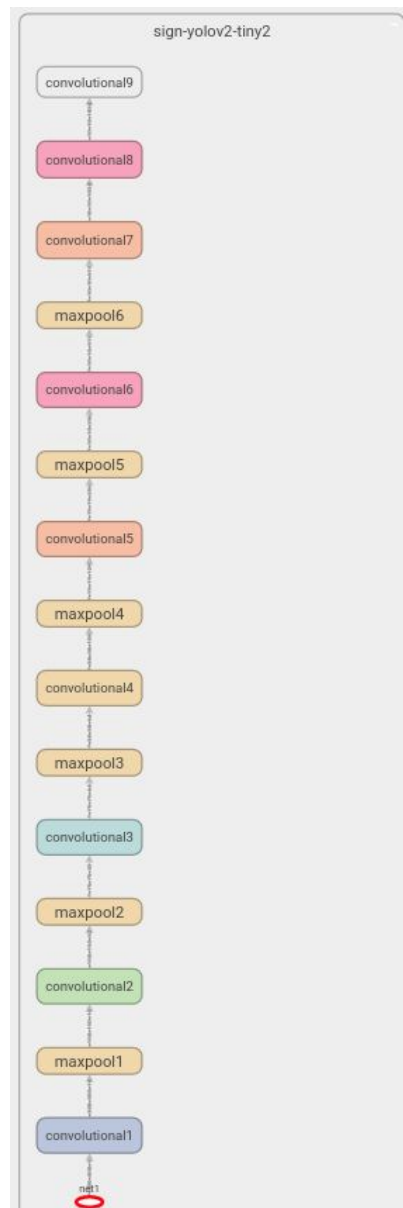 sign-yolov2-tiny2
convolutional9
convolutional8
convolutional7
maxpool6
convolutional6
maxpool5
convolutional5
maxpool4
convolutional4
maxpool3
convolutional3
maxpool2
convolutional2
maxpool1
convolutional1
net1